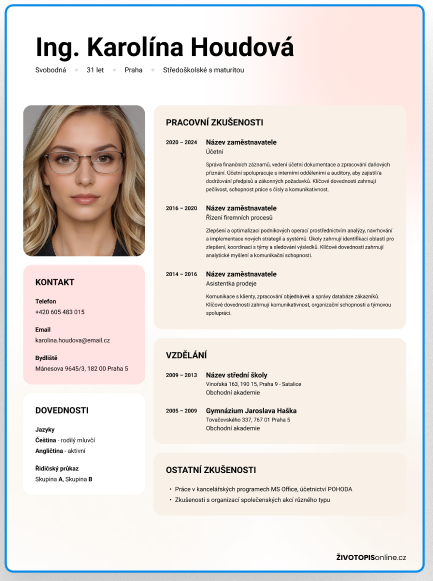 Ing. Karolína Houdová
Svobodná • 31 let • Praha • Středoškolské s maturitou
KONTAKT
Telefon
+420 605 483 015
Email
karolina.houdova@email.cz
Bydliště
Mánesova 9645/3, 182 00 Praha 5
DOVEDNOSTI
Jazyky
Čeština - rodilý mluvčí
Angličtina - aktivní
Řidičský průkaz
Skupina A, Skupina B
PRACOVNÍ ZKUŠENOSTI
2020 – 2024 Název zaměstnavatele
Účetní
Správa finančních záznamů, vedení účetní dokumentace a zpracování daňových
přiznání. Účetní spolupracuje s interními odděleními a auditory, aby zajistil/a
dodržování předpisů a zákonných požadavků. Klíčové dovednosti zahrnují
pečlivost, schopnost práce s čísly a komunikativnost.
2016 – 2020 Název zaměstnavatele
Řízení firemních procesů
Zlepšení a optimalizaci podnikových operací prostřednictvím analýzy, navrhování
a implementace nových strategií a systémů. Úkoly zahrnují identifikaci oblastí pro
zlepšení, koordinaci s týmy a sledování výsledků. Klíčové dovednosti zahrnují
analytické myšlení a komunikační schopnosti.
2014 – 2016 Název zaměstnavatele
Asistentka prodeje
Komunikace s klienty, zpracování objednávek a správy databáze zákazníků.
Klíčové dovednosti zahrnují komunikativnost, organizační schopnosti a týmovou
spolupráci.
VZDĚLÁNÍ
2009 – 2013 Název střední školy
Vinořská 163, 190 15, Praha 9 - Satalice
Obchodní akademie
2005 – 2009 Gymnázium Jaroslava Haška
Tovačevského 337, 767 01 Praha 5
Obchodní akademie
OSTATNÍ ZKUŠENOSTI
• Práce v kancelářských programech MS Office, účetnictví POHODA
• Zkušenosti s organizací společenských akcí různého typu
ŽIVOTOPISonline.cz